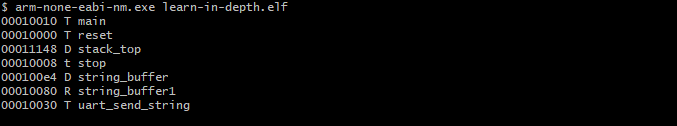 $ arm-none-eabi-nm.exe learn-in-depth.elf
00010010 T main
00010000 T reset
00011148 D stack_top
00010008 t stop
000100e4 D string_buffer
00010080 R string_buffer1
00010030 T uart_send_string